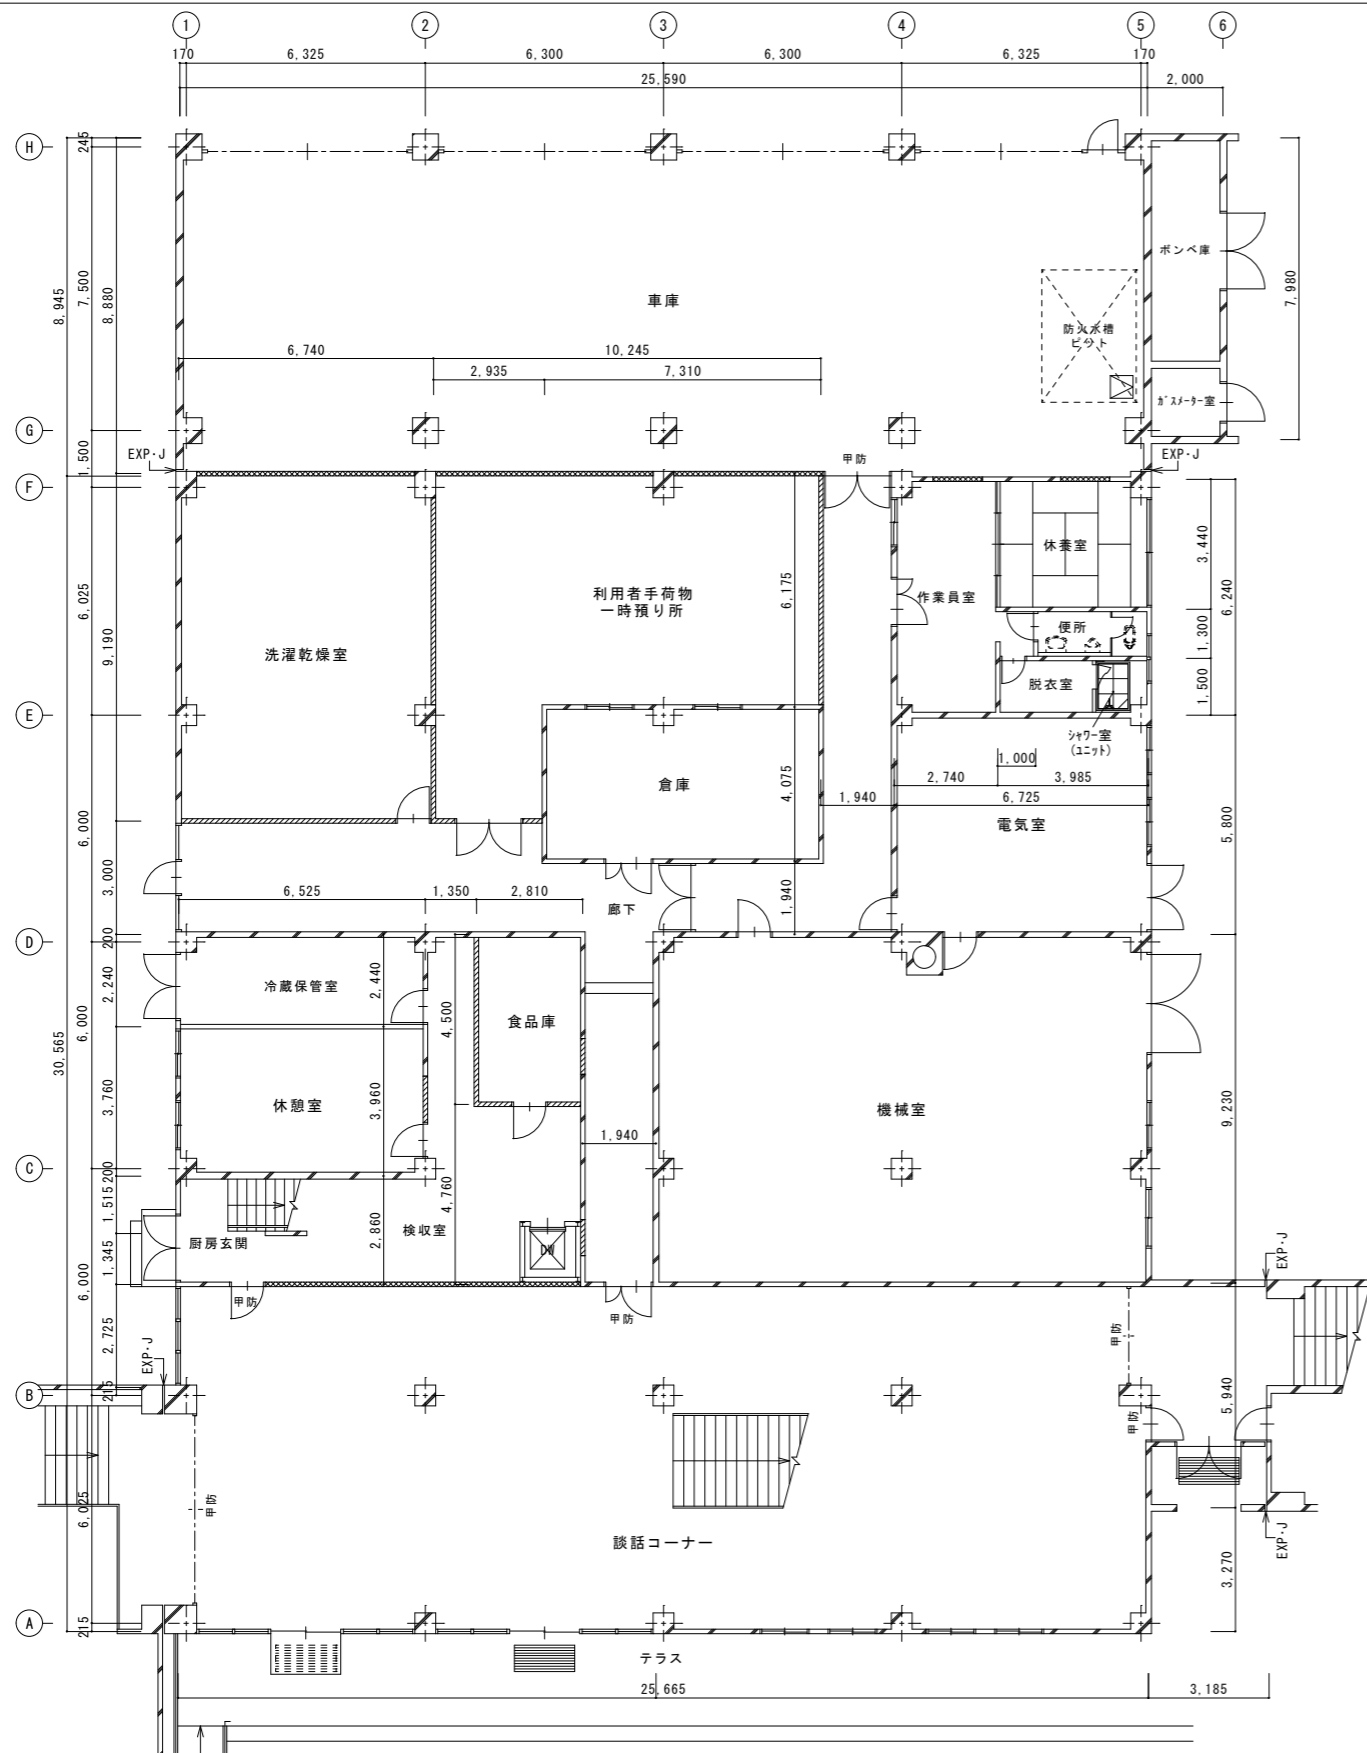 1 2 3 4 5 6
170 6,325 6,300 6,300 6,325 170
25,590 2,000
H
245
ボンベ庫
8,945
7,500
8,880
7,980
車庫
防火水槽
ピット
6,740 10,245
2,935 7,310
ガスメーター室
G
1,500
EXP・J
甲防
EXP・J
F
休養室
3,440
6,025
9,190
利用者手荷物
一時預り所
6,175
作業員室
6,240
便所
1,300
洗濯乾燥室
脱衣室
1,500
E
シャワー室
(ユニット)
1,000
倉庫
4,075
2,740 3,985
1,940 6,725
電気室
6,000
5,800
3,000
6,525 1,350 2,810
廊下
1,940
D
200
2,240
冷蔵保管室
2,440
4,500
食品庫
6,000
30,565
3,760
休憩室
3,960
機械室
9,230
1,940
C
200
1,515
4,760
2,860
検収室
厨房玄関
DW
1,345
EXP・J
6,000
甲防
甲防
甲防
2,725
EXP・J
B
215
5,940
甲防
6,025
甲防
談話コーナー
EXP・J
3,270
A
215
テラス
25,665 3,185